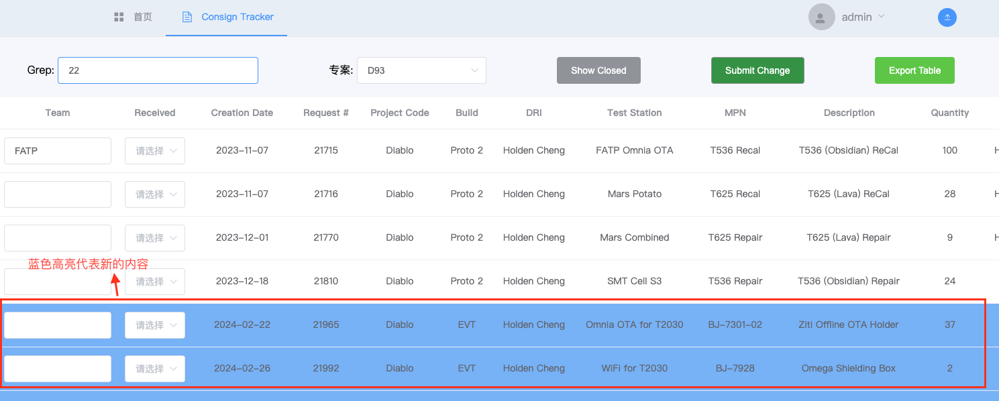 首页 Consign Tracker admin
Grep: 22 专案: D93 Show Closed Submit Change Export Table
Team Received Creation Date Request # Project Code Build DRI Test Station MPN Description Quantity
FATP 请选择 2023-11-07 21715 Diablo Proto 2 Holden Cheng FATP Omnia OTA T536 Recal T536 (Obsidian) ReCal 100 H
请选择 2023-11-07 21716 Diablo Proto 2 Holden Cheng Mars Potato T625 Recal T625 (Lava) ReCal 28 H
请选择 2023-12-01 21770 Diablo Proto 2 Holden Cheng Mars Combined T625 Repair T625 (Lava) Repair 9 H
蓝色高亮代表新的内容
请选择 2023-12-18 21810 Diablo Proto 2 Holden Cheng SMT Cell S3 T536 Repair T536 (Obsidian) Repair 24
请选择 2024-02-22 21965 Diablo EVT Holden Cheng Omnia OTA for T2030 BJ-7301-02 Ziti Offline OTA Holder 37
请选择 2024-02-26 21992 Diablo EVT Holden Cheng WiFi for T2030 BJ-7928 Omega Shielding Box 2